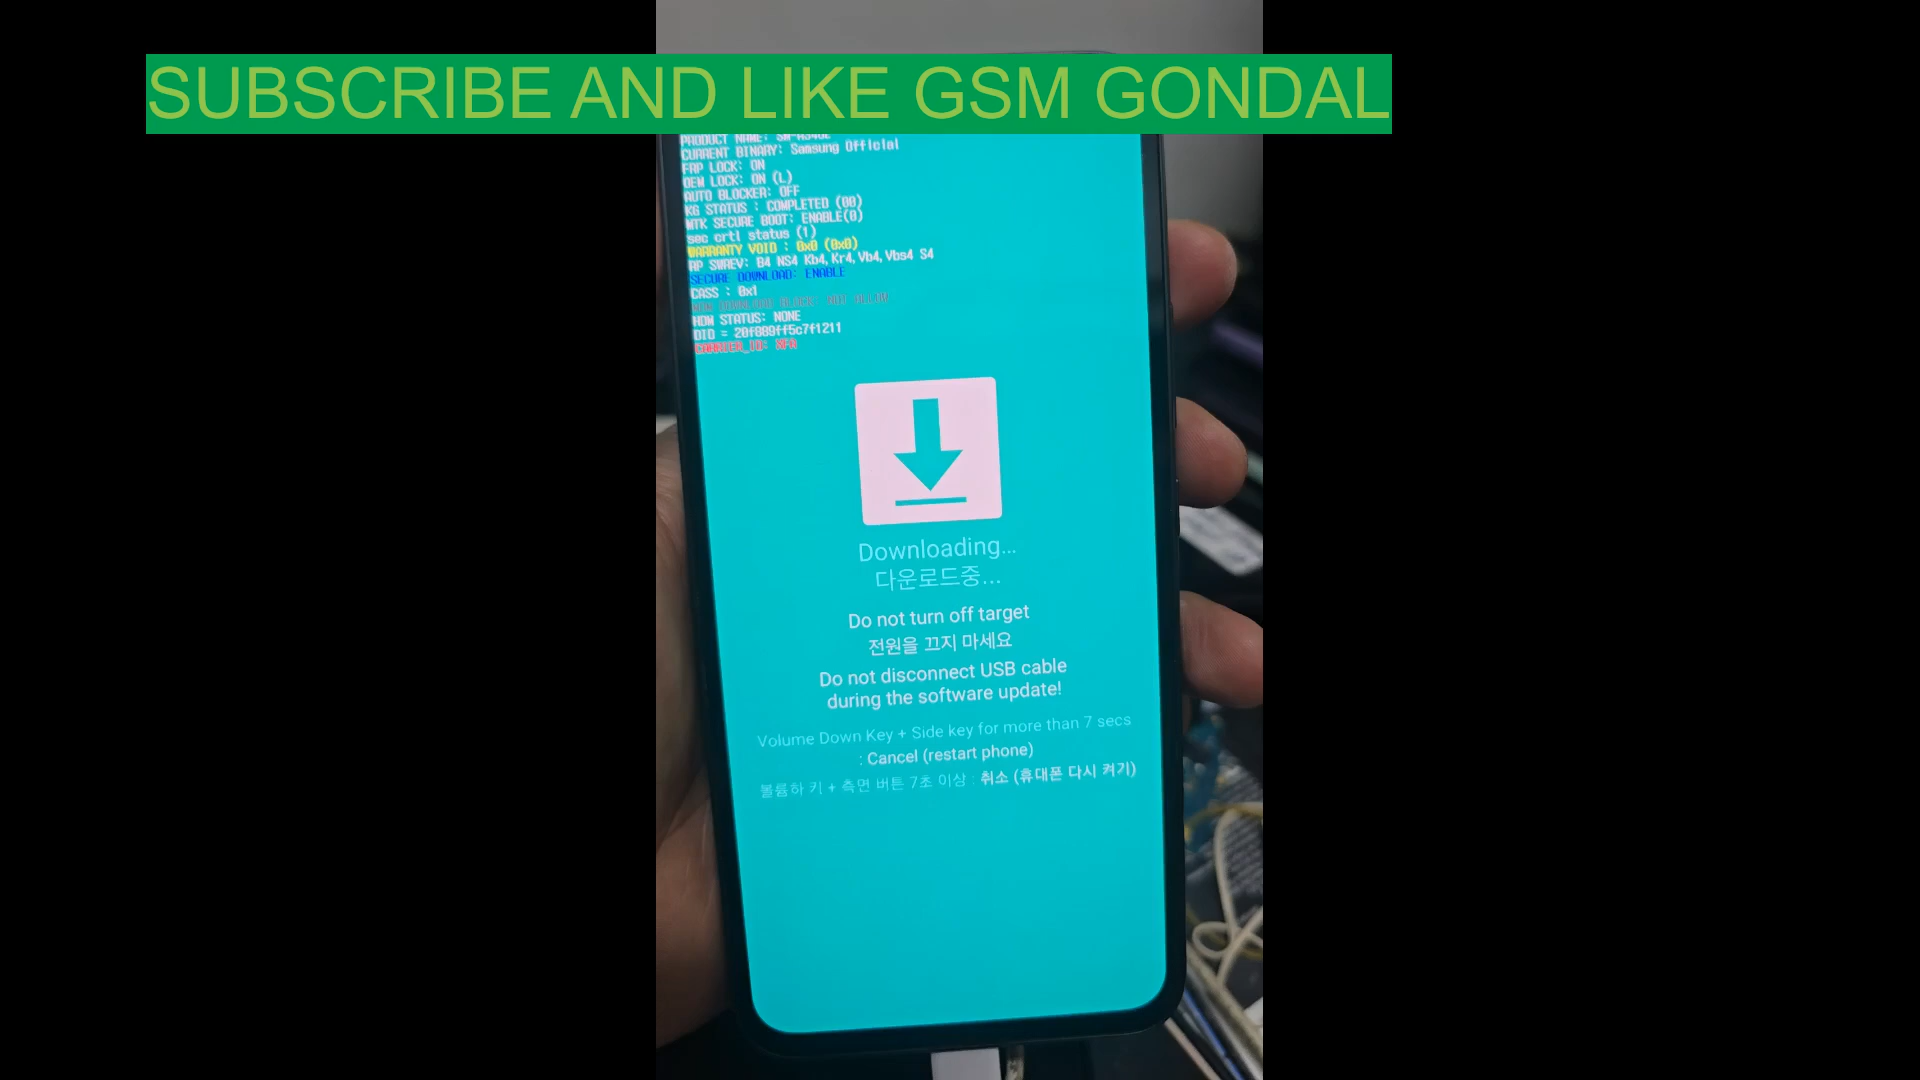 SUBSCRIBE AND LIKE GSM GONDAL
PRODUCT NAME:
CURRENT BINARY: Samsung Official
FRP LOCK: ON
OEM LOCK: ON (L)
AUTO BLOCKER: OFF
KG STATUS : COMPLETED (00)
MTK SECURE BOOT: ENABLE(0)
sec crtl status (1)
WARRANTY VOID : 0x0 (0x0)
RP SWREV: B4 NS4 Kb4,Kr4,Vb4,Vbs4 S4
SECURE DOWNLOAD: ENABLE
CASS : 0x1
HDM STATUS: NONE
DID = 20f089ff5c7f1211
CARRIER_ID:
Downloading...
다운로드중...
Do not turn off target
전원을 끄지 마세요
Do not disconnect USB cable
during the software update!
Volume Down Key + Side key for more than 7 secs
: Cancel (restart phone)
볼륨하 키 + 측면 버튼 7초 이상 : 취소 (휴대폰 다시 켜기)